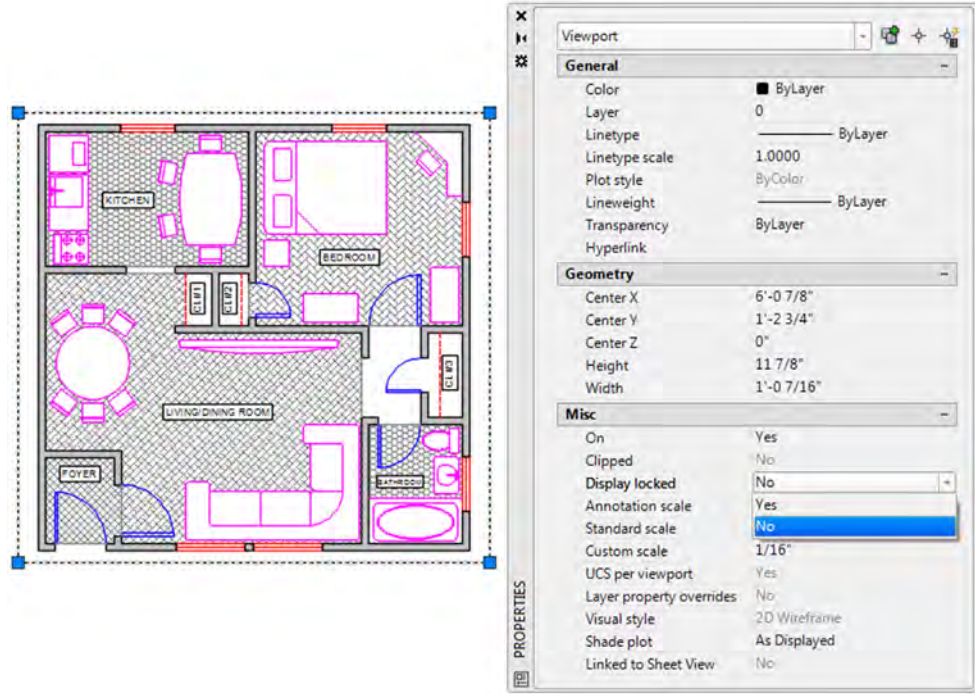 KITCHEN
BEDROOM
CL#1
CL#2
CL#3
LIVING/DINING ROOM
FOYER
BATHROOM
PROPERTIES
Viewport
General
Color ByLayer
Layer 0
Linetype ByLayer
Linetype scale 1.0000
Plot style ByColor
Lineweight ByLayer
Transparency ByLayer
Hyperlink
Geometry
Center X 6'-0 7/8"
Center Y 1'-2 3/4"
Center Z 0"
Height 11 7/8"
Width 1'-0 7/16"
Misc
On Yes
Clipped No
Display locked No
Annotation scale Yes
Standard scale No
Custom scale 1/16"
UCS per viewport Yes
Layer property overrides No
Visual style 2D Wireframe
Shade plot As Displayed
Linked to Sheet View No